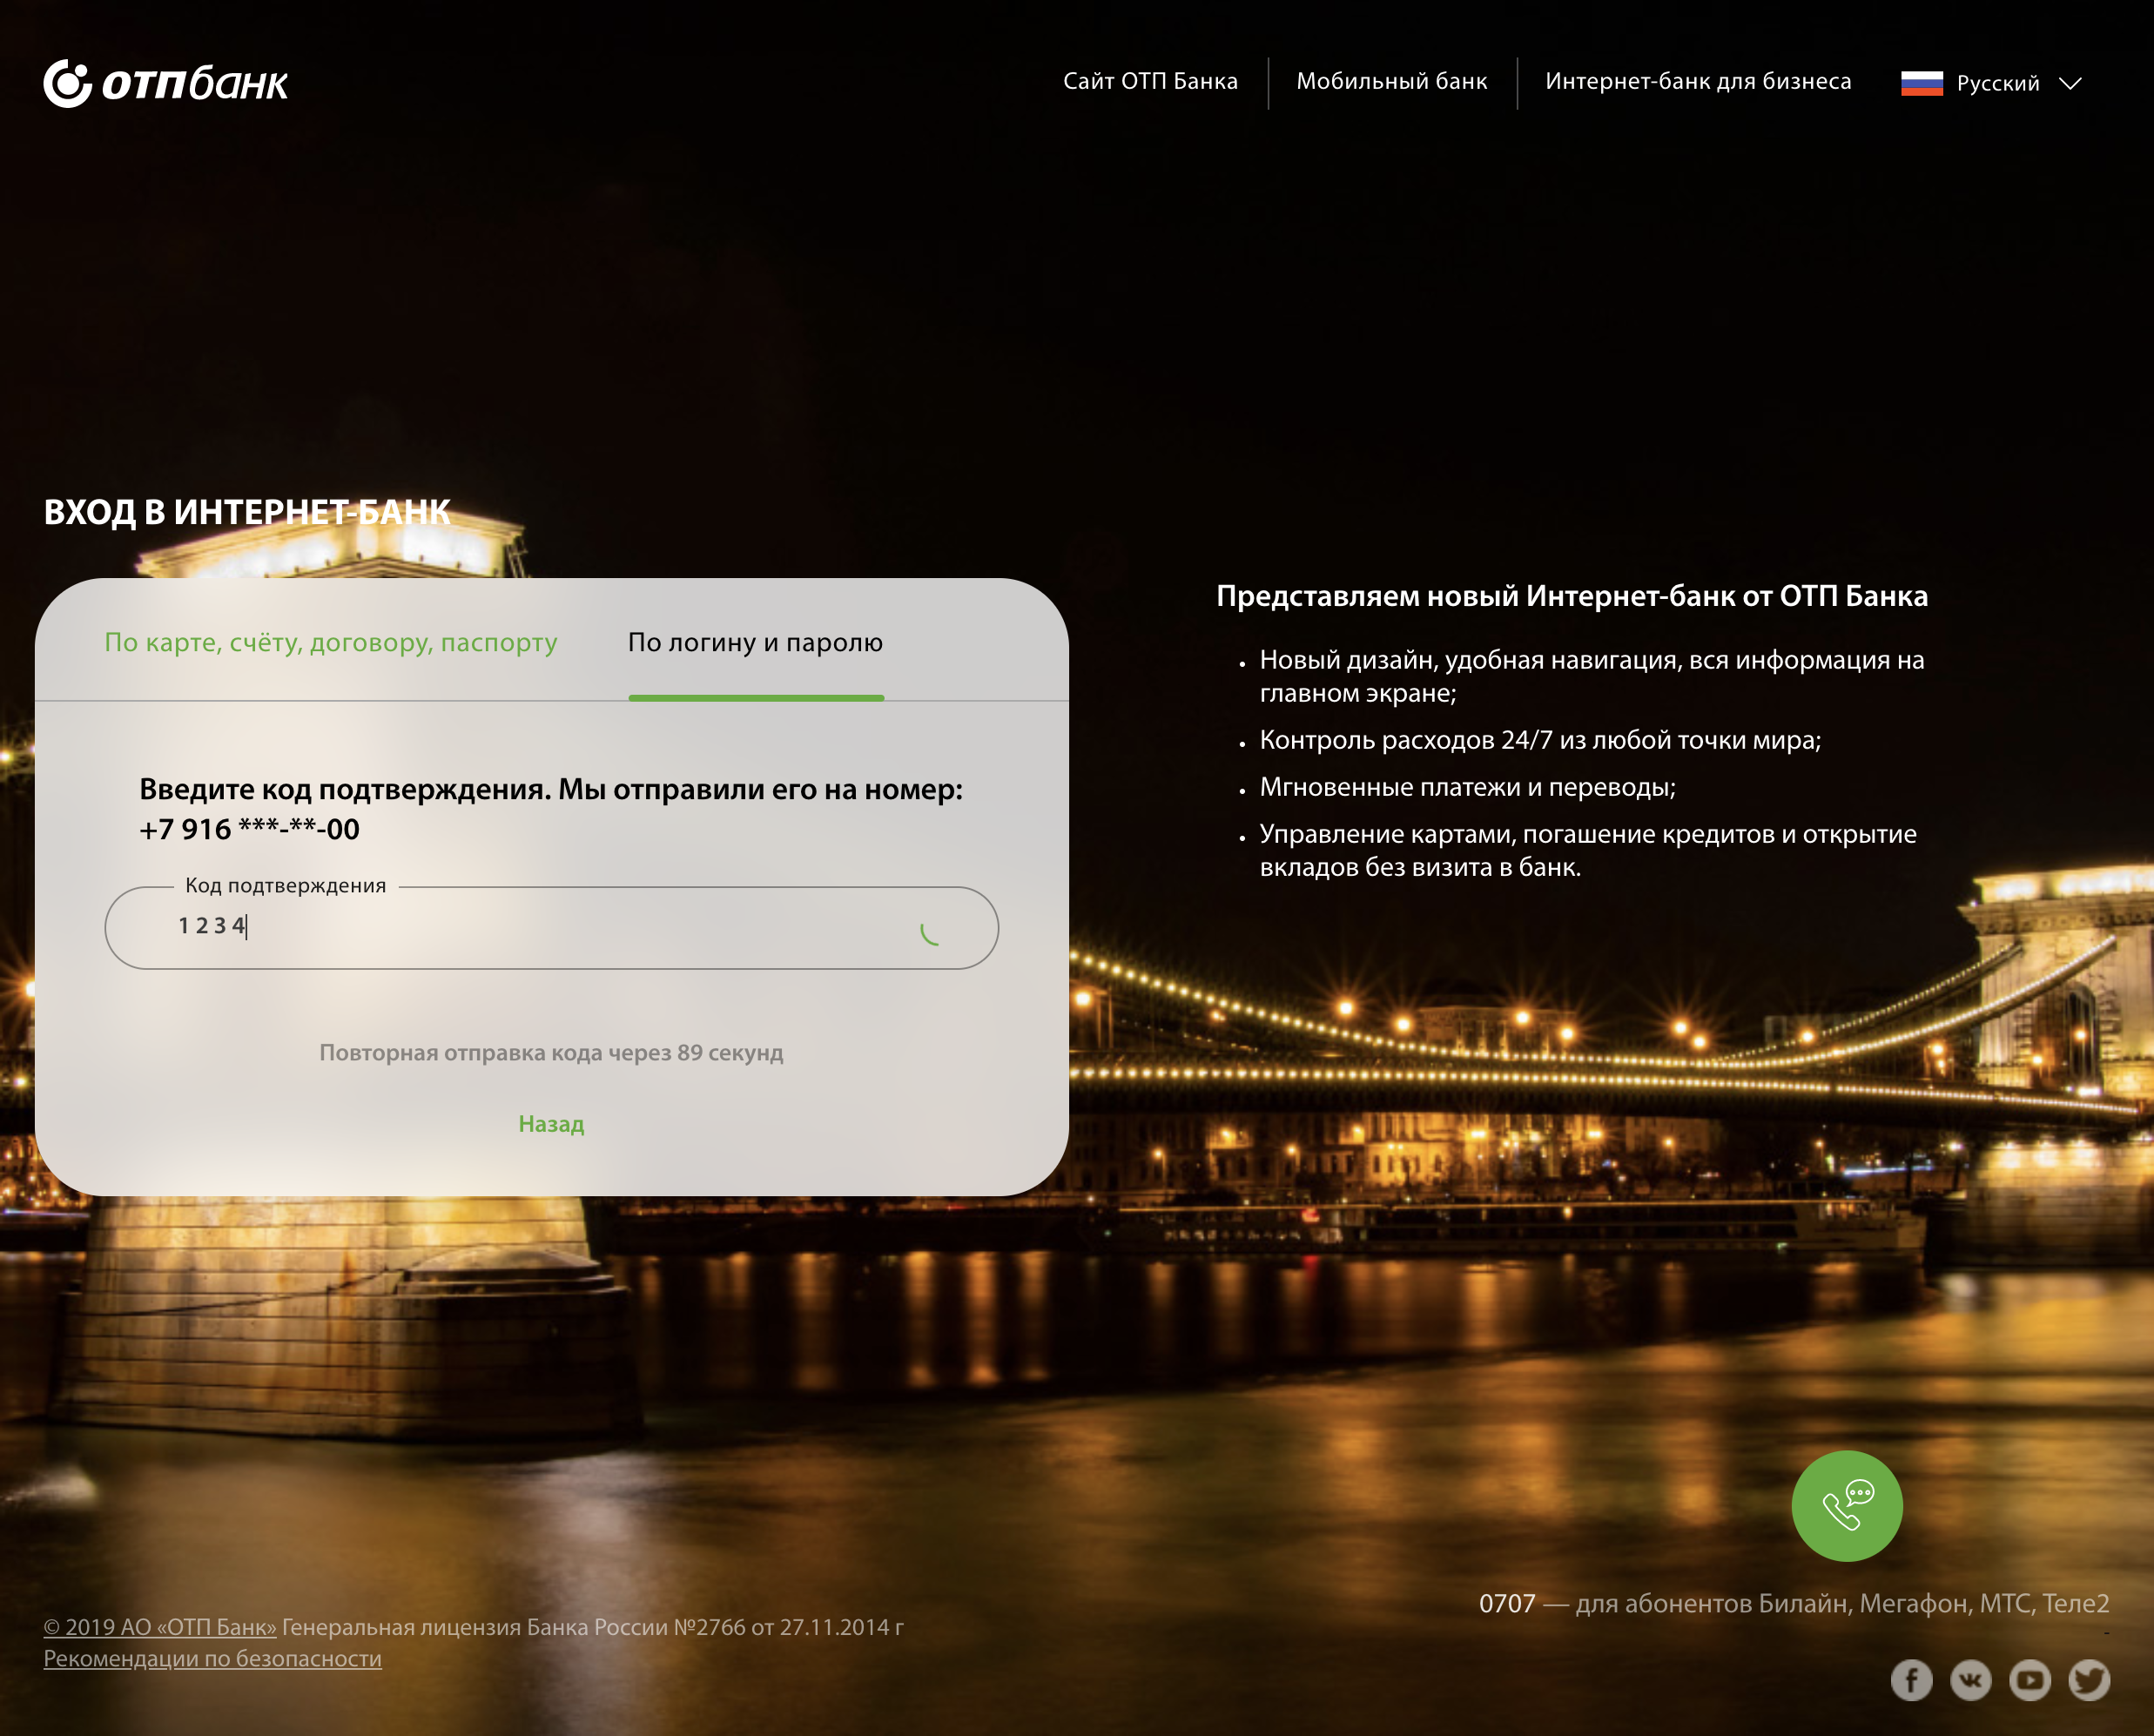 отпбанк
Сайт ОТП Банка
Мобильный банк
Интернет-банк для бизнеса
Русский
ВХОД В ИНТЕРНЕТ-БАНК
По карте, счёту, договору, паспорту
По логину и паролю
Введите код подтверждения. Мы отправили его на номер:
+7 916 ***-**-00
Код подтверждения
1 2 3 4
Повторная отправка кода через 89 секунд
Назад
Представляем новый Интернет-банк от ОТП Банка
• Новый дизайн, удобная навигация, вся информация на
главном экране;
• Контроль расходов 24/7 из любой точки мира;
• Мгновенные платежи и переводы;
• Управление картами, погашение кредитов и открытие
вкладов без визита в банк.
0707 — для абонентов Билайн, Мегафон, МТС, Теле2
-
© 2019 АО «ОТП Банк» Генеральная лицензия Банка России №2766 от 27.11.2014 г
Рекомендации по безопасности